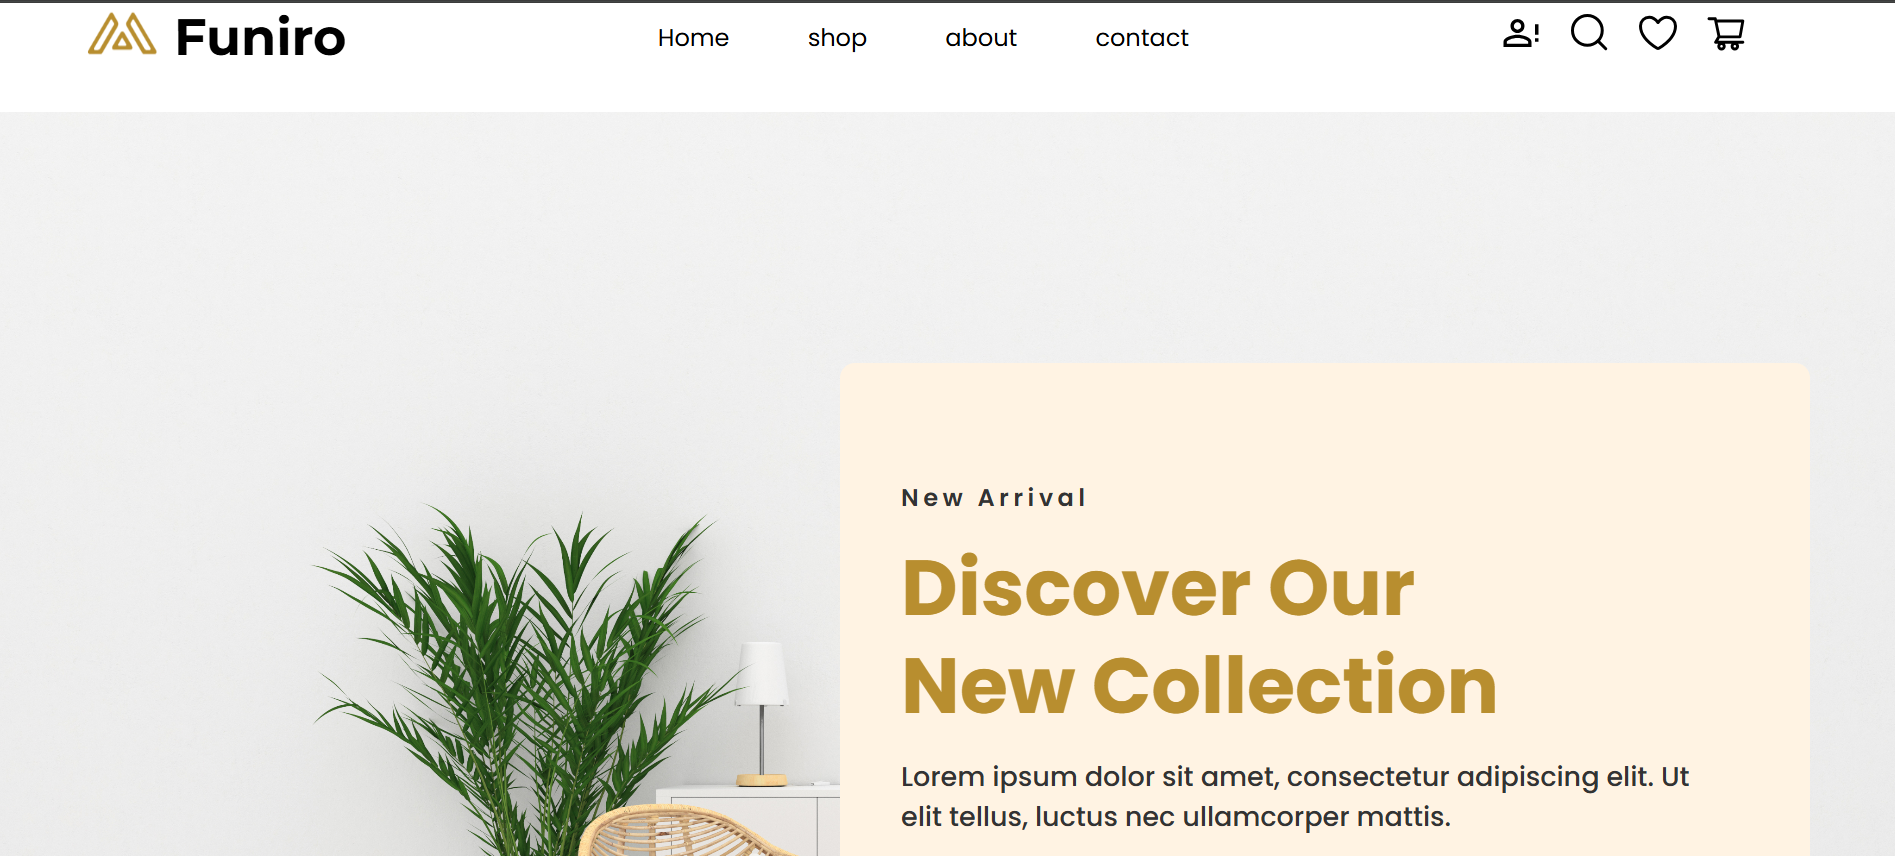 Funiro
Home shop about contact
New Arrival
Discover Our
New Collection
Lorem ipsum dolor sit amet, consectetur adipiscing elit. Ut
elit tellus, luctus nec ullamcorper mattis.